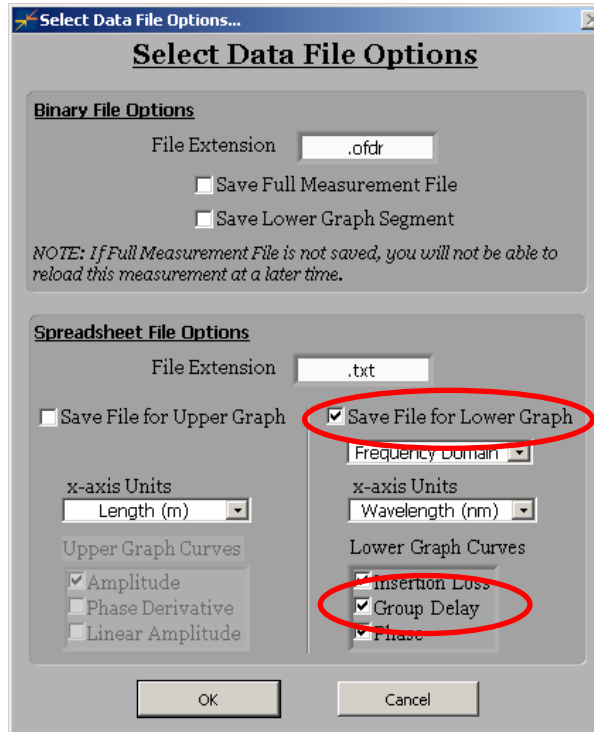 Select Data File Options...
Select Data File Options
Binary File Options
File Extension .ofdr
Save Full Measurement File
Save Lower Graph Segment
NOTE: If Full Measurement File is not saved, you will not be able to
reload this measurement at a later time.
Spreadsheet File Options
File Extension .txt
Save File for Upper Graph
x-axis Units
Length (m)
Upper Graph Curves
Amplitude
Phase Derivative
Linear Amplitude
Save File for Lower Graph
Frequency Domain
x-axis Units
Wavelength (nm)
Lower Graph Curves
Insertion Loss
Group Delay
Phase
OK
Cancel